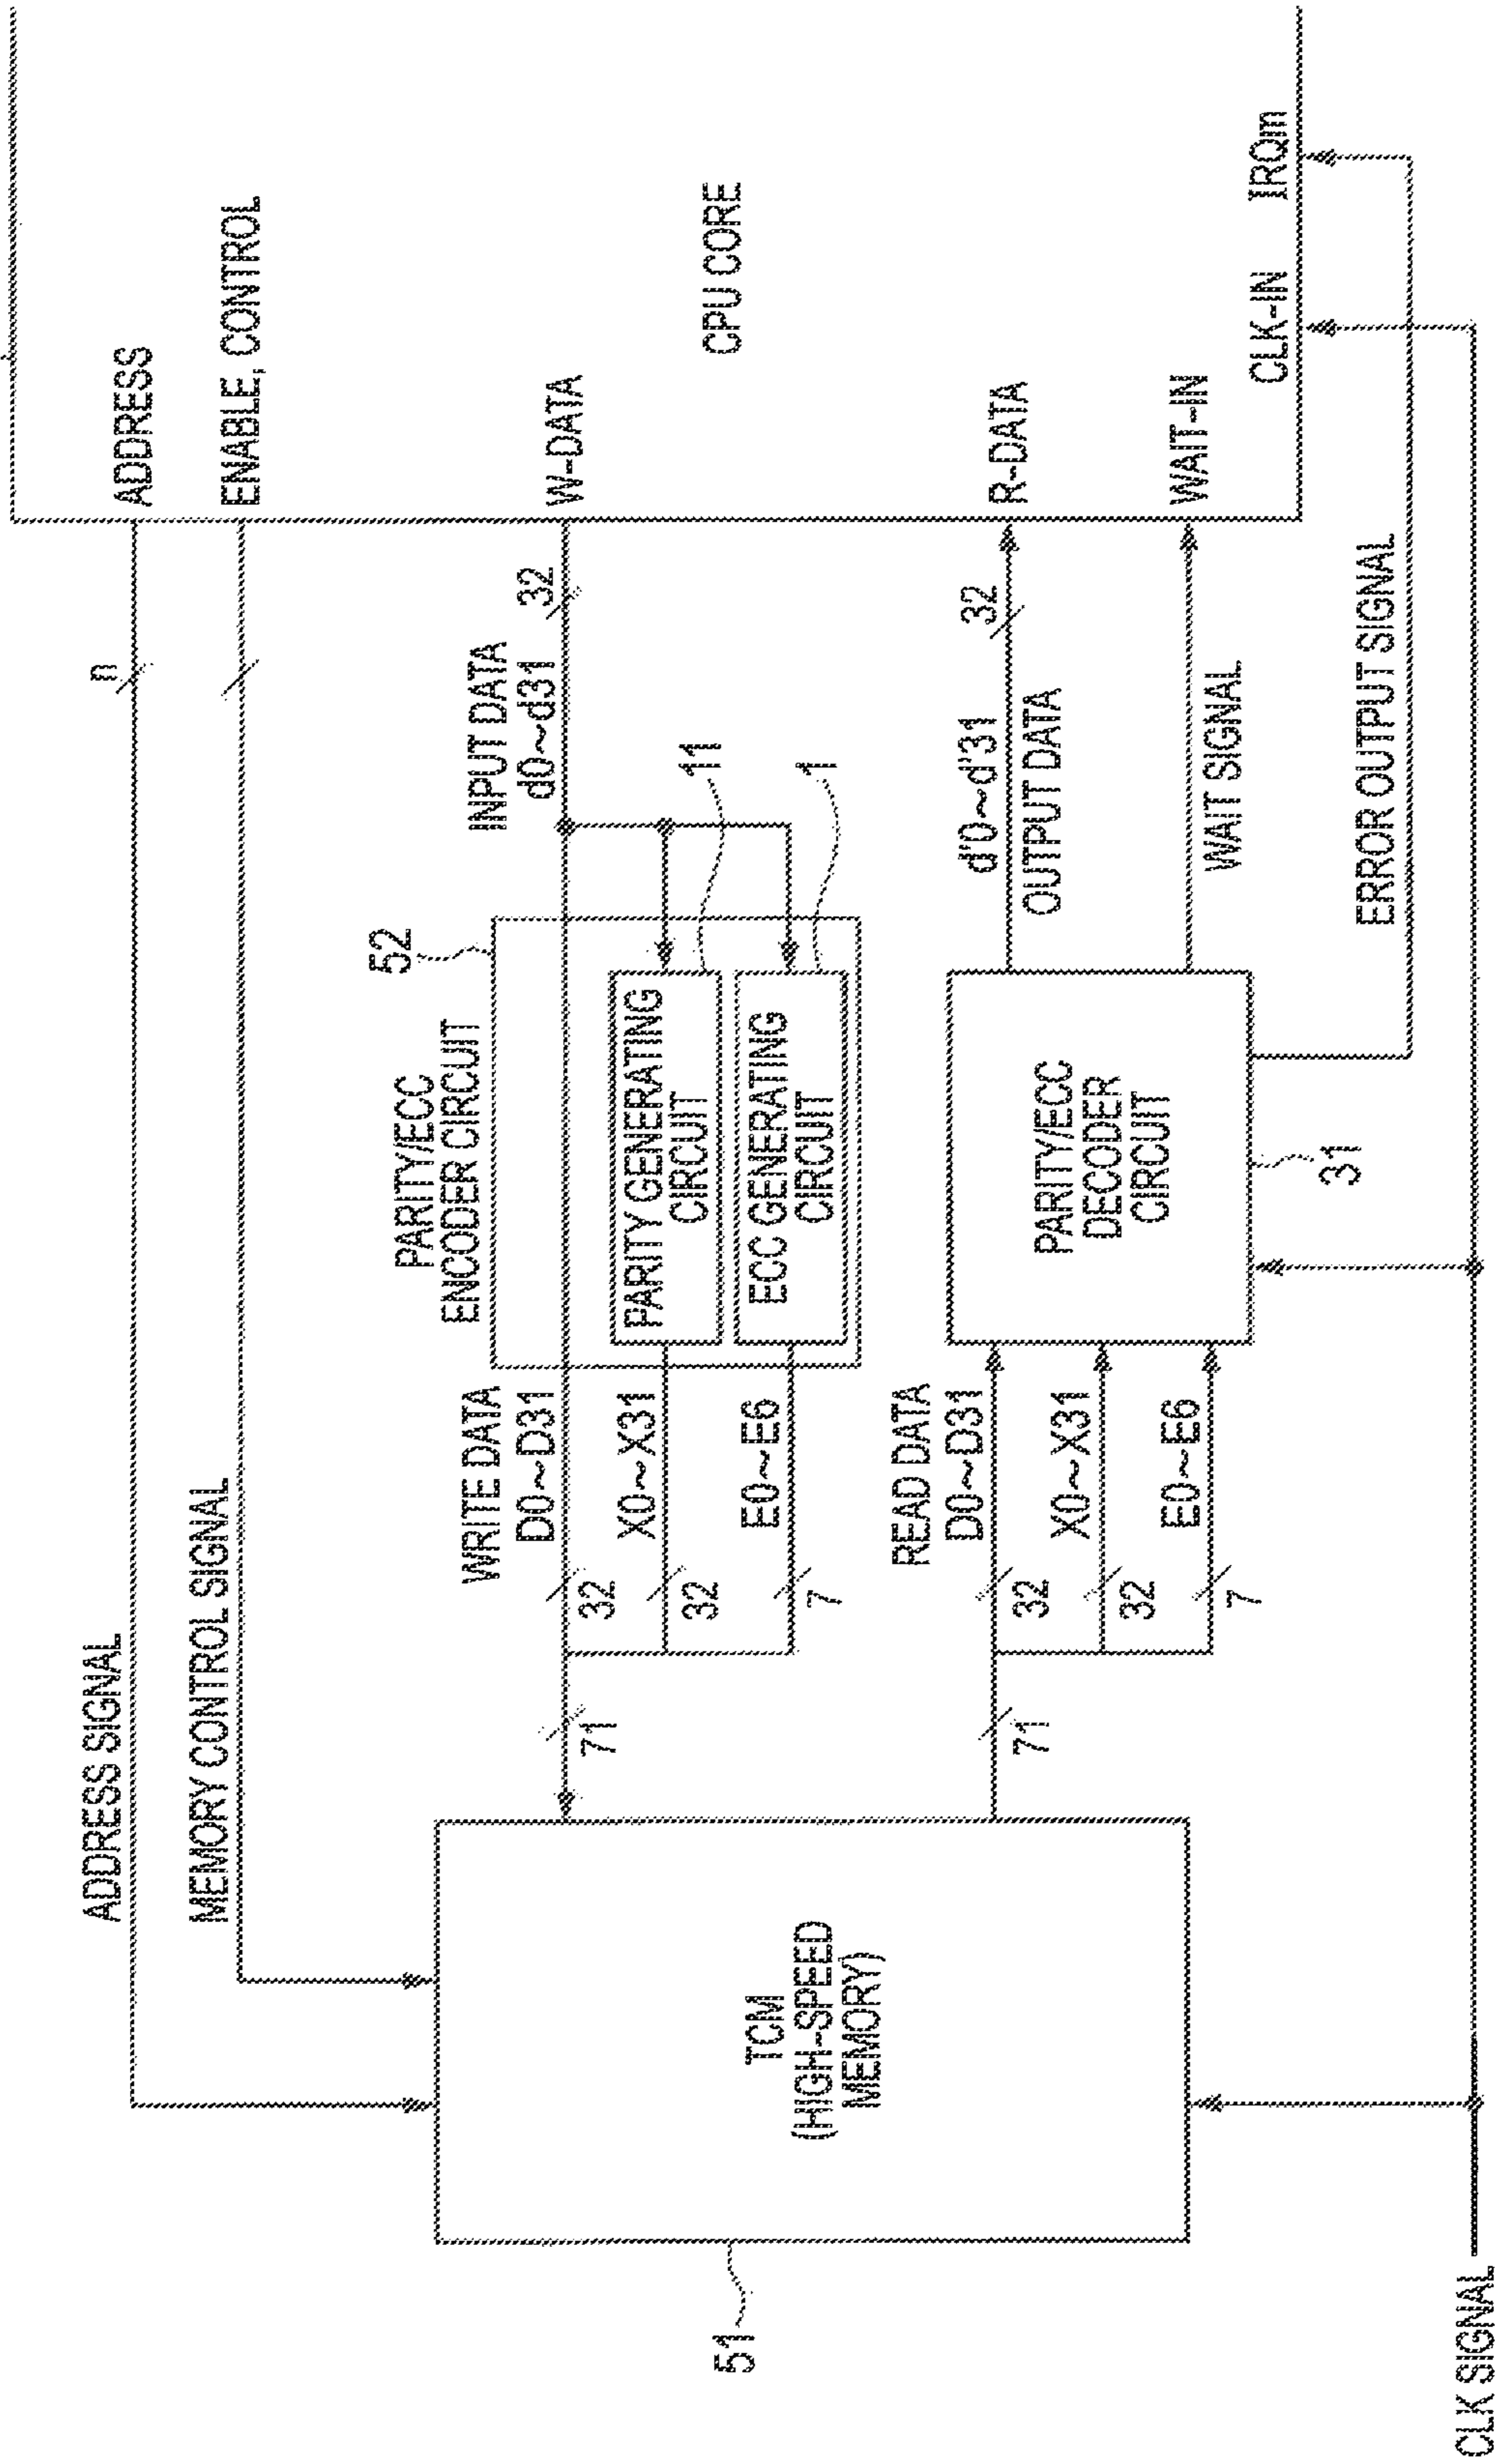 ADDRESS SIGNAL
n
ADDRESS
MEMORY CONTROL SIGNAL
ENABLE, CONTROL
52
PARITY/ECC
ENCODER CIRCUIT
WRITE DATA
D0~D31
32
INPUT DATA
d0~d31
32
W-DATA
71
X0~X31
32
PARITY GENERATING
CIRCUIT
11
E0~E6
7
ECC GENERATING
CIRCUIT
1
CPU CORE
51
TCM
(HIGH-SPEED
MEMORY)
READ DATA
D0~D31
32
71
X0~X31
32
E0~E6
7
PARITY/ECC
DECODER
CIRCUIT
31
d'0~d'31
OUTPUT DATA
32
R-DATA
WAIT SIGNAL
WAIT-IN
CLK-IN
IRQm
ERROR OUTPUT SIGNAL
CLK SIGNAL